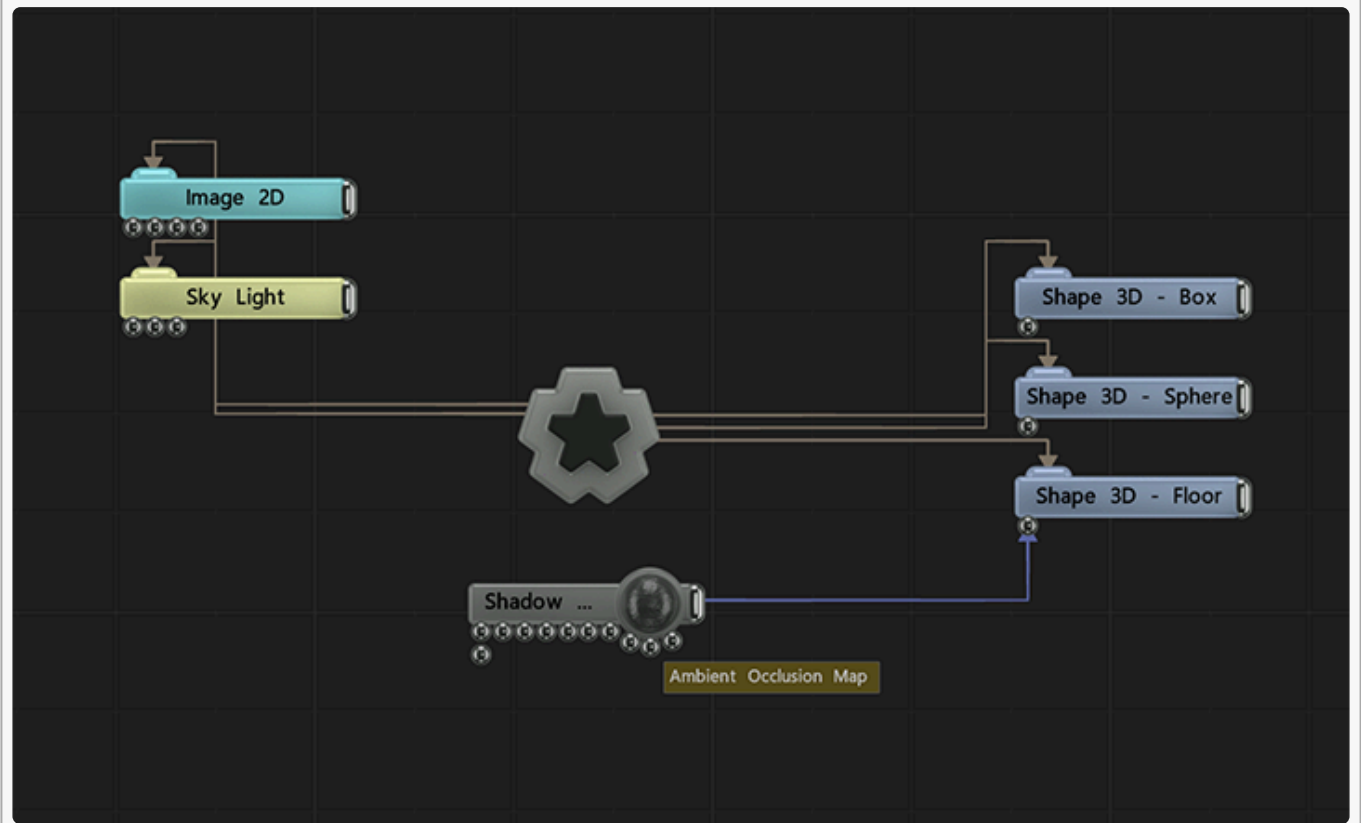 Image 2D
Sky Light
Shape 3D - Box
Shape 3D - Sphere
Shape 3D - Floor
Shadow ...
Ambient Occlusion Map